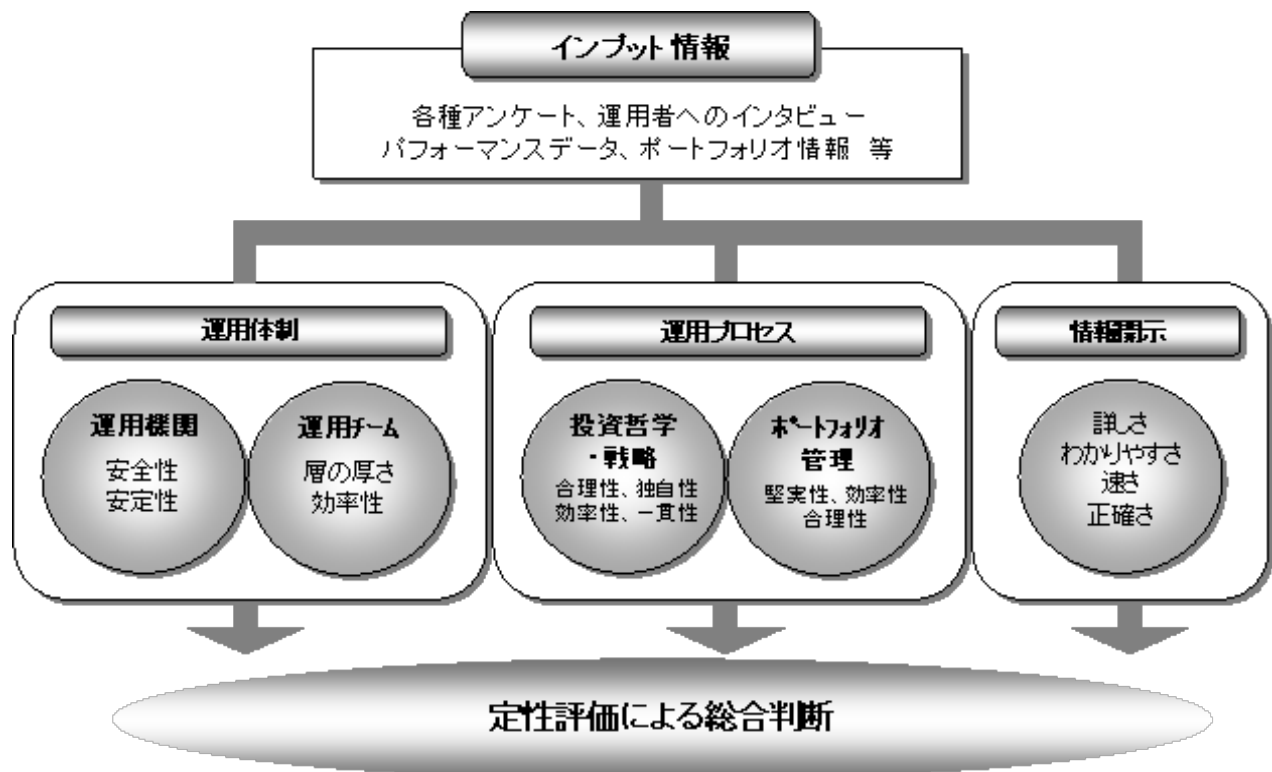 インプット情報
各種アンケート、運用者へのインタビュー
パフォーマンスデータ、ポートフォリオ情報 等
運用体制
運用機関
安全性
安定性
運用チーム
層の厚さ
効率性
運用プロセス
投資哲学
・戦略
合理性、独自性
効率性、一貫性
ポートフォリオ
管理
堅実性、効率性
合理性
情報開示
詳しさ
わかりやすさ
速さ
正確さ
定性評価による総合判断